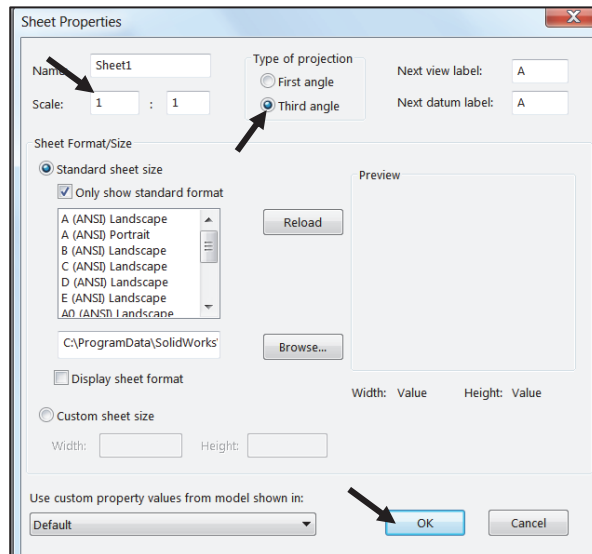 Sheet Properties
X
Name: Sheet1
Type of projection
First angle
Third angle
Next view label: A
Scale: 1 : 1
Next datum label: A
Sheet Format/Size
Standard sheet size
Only show standard format
A (ANSI) Landscape
A (ANSI) Portrait
B (ANSI) Landscape
C (ANSI) Landscape
D (ANSI) Landscape
E (ANSI) Landscape
A0 (ANSI) Landscape
Reload
Preview
C:\ProgramData\SolidWorks\
Browse...
Display sheet format
Width: Value Height: Value
Custom sheet size
Width: Height:
Use custom property values from model shown in:
Default
OK
Cancel